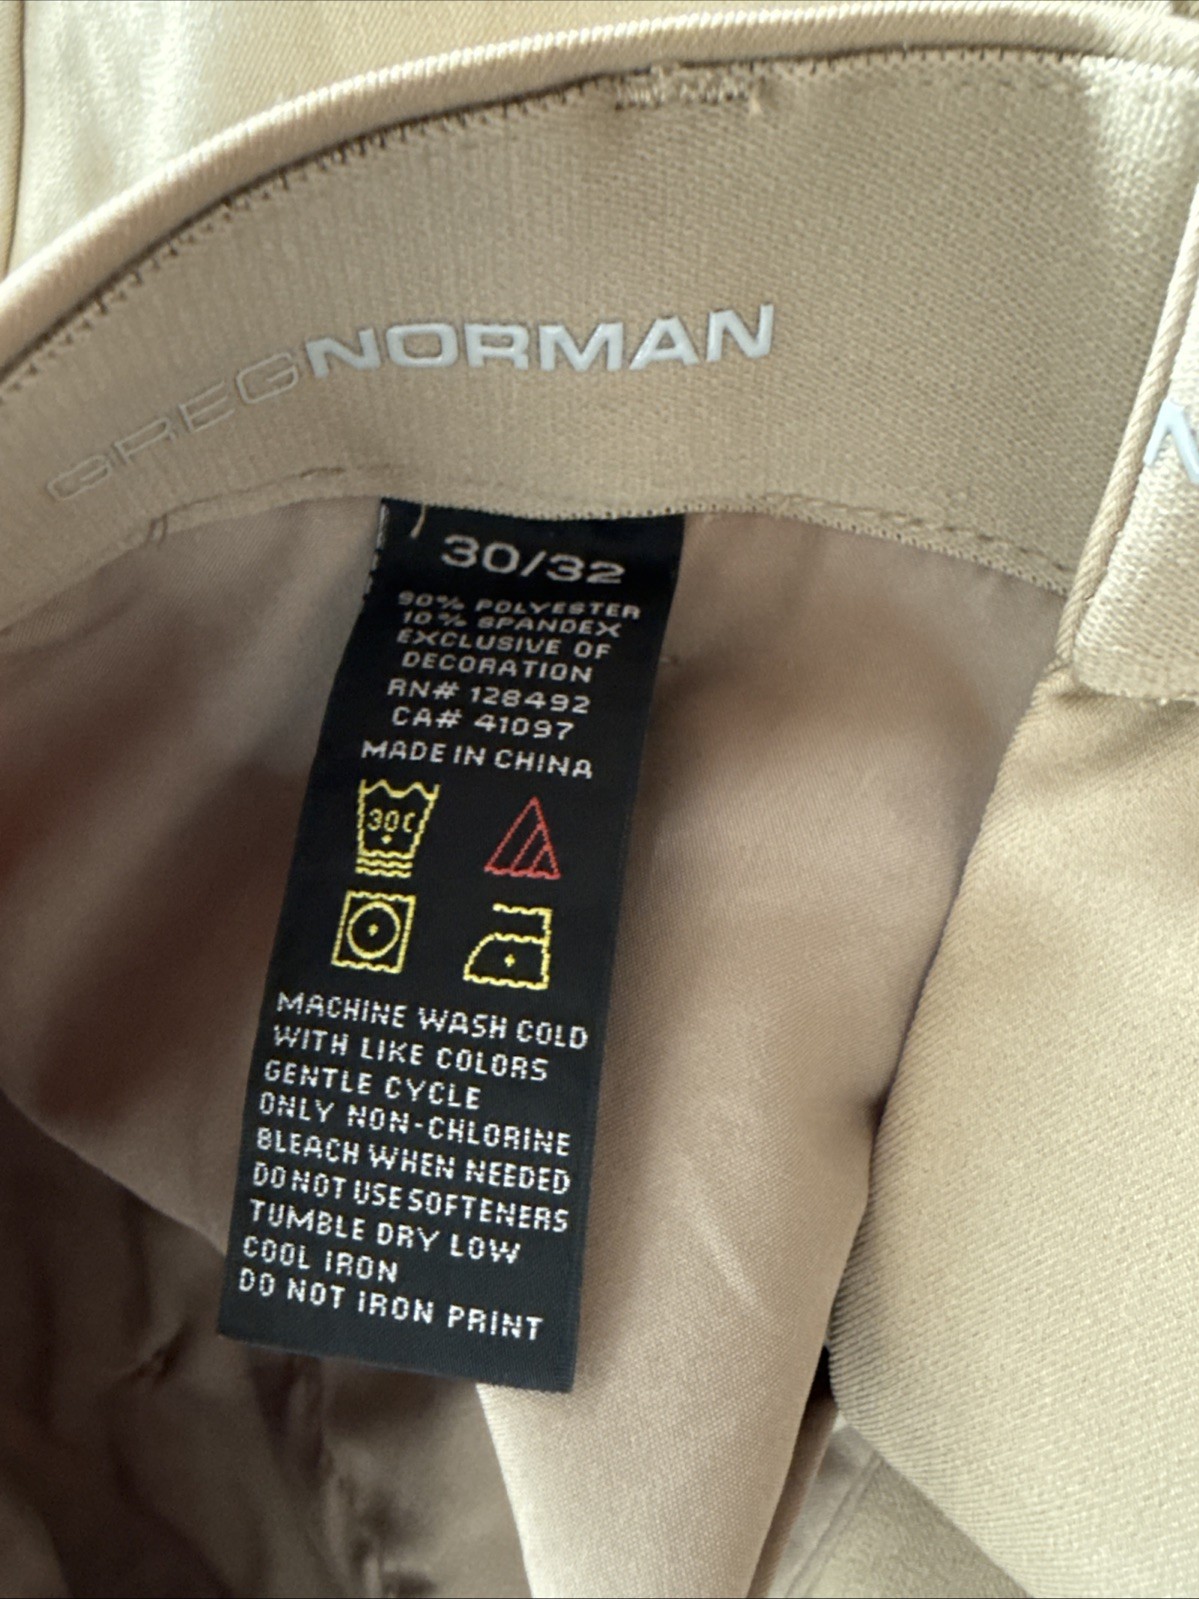 GREGNORMAN
N
30/32
90% POLYESTER
10% SPANDEX
EXCLUSIVE OF
DECORATION
RN# 128492
CA# 41097
MADE IN CHINA
30C
MACHINE WASH COLD
WITH LIKE COLORS
GENTLE CYCLE
ONLY NON-CHLORINE
BLEACH WHEN NEEDED
DO NOT USE SOFTENERS
TUMBLE DRY LOW
COOL IRON
DO NOT IRON PRINT